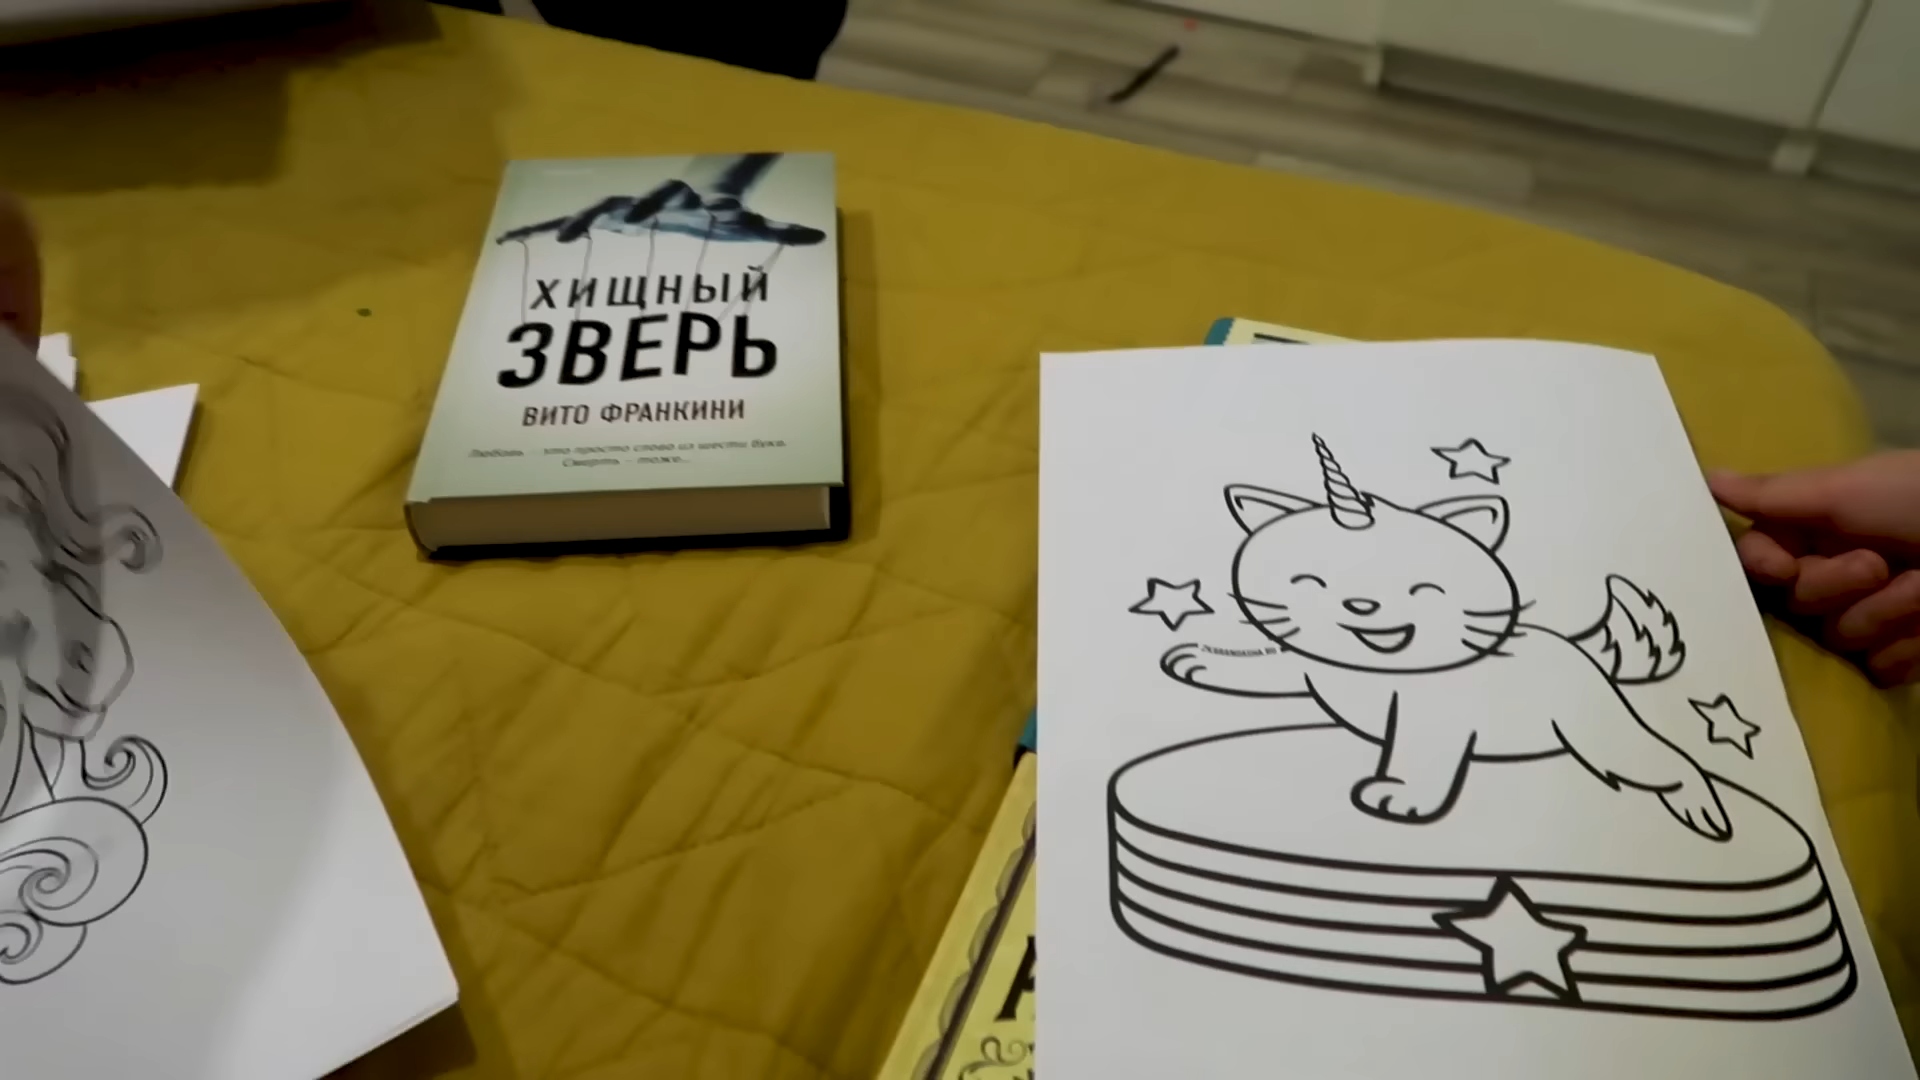 ХИЩНЫЙ
ЗВЕРЬ
ВИТО ФРАНКИНИ
Любовь – это просто слово из шести букв.
Смерть – тоже...